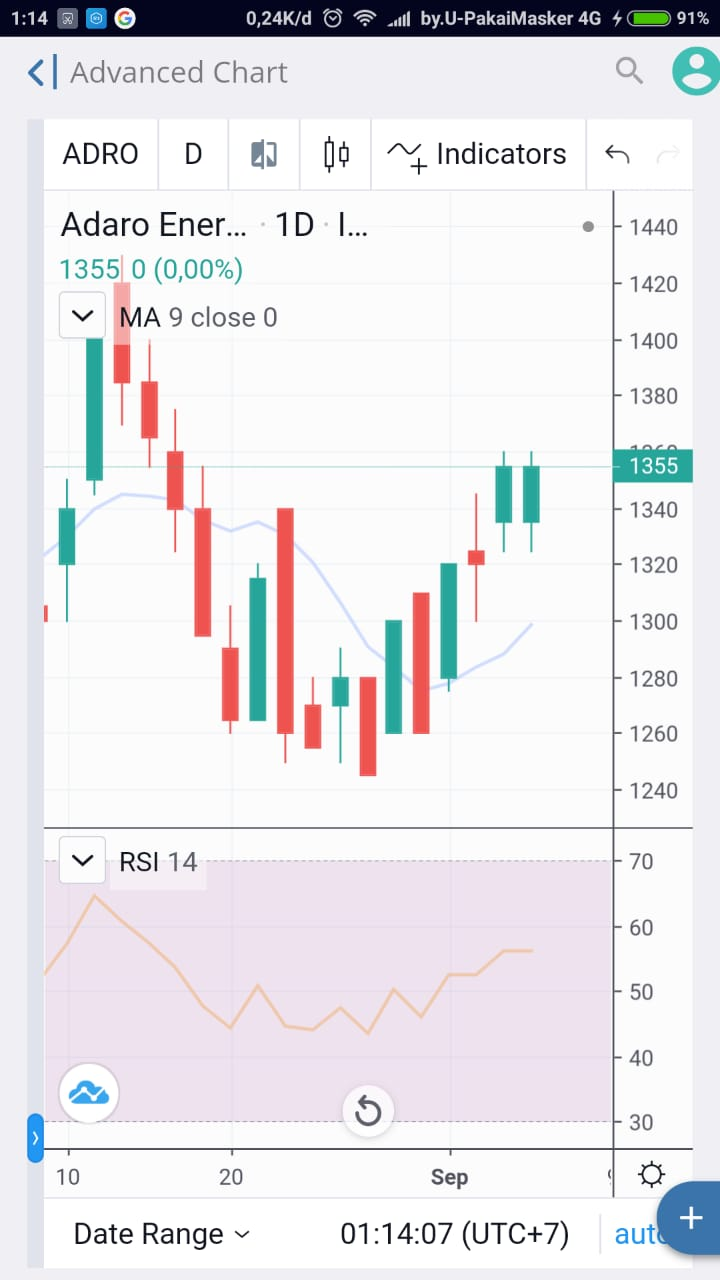 1:14 0,24K/d by.U-PakaiMasker 4G 91%
Advanced Chart
ADRO D Indicators
Adaro Ener... · 1D · I...
1355 0 (0,00%)
MA 9 close 0
1440
1420
1400
1380
1355
1340
1320
1300
1280
1260
1240
RSI 14
70
60
50
40
30
10 20 Sep
Date Range 01:14:07 (UTC+7)